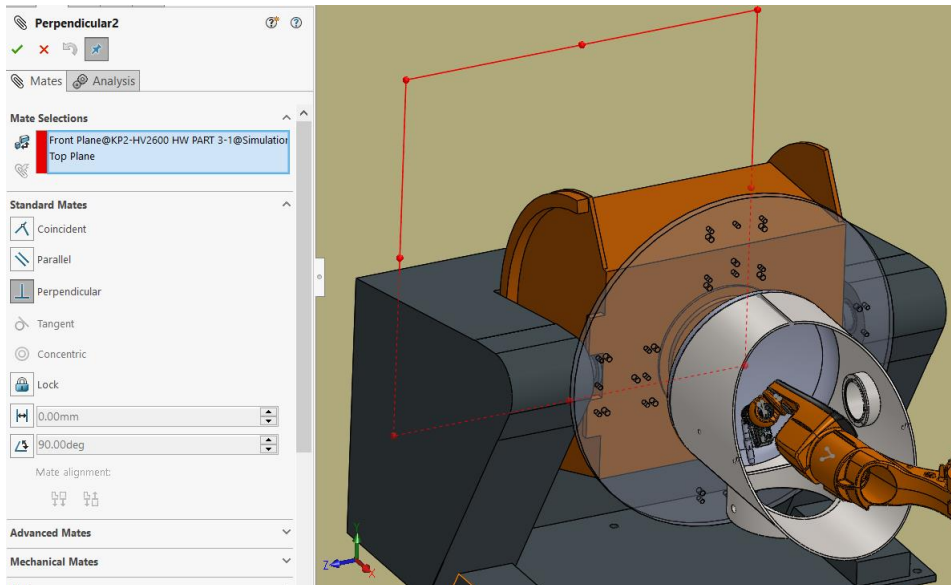 Perpendicular2
Mates
Analysis
Mate Selections
Front Plane@KP2-HV2600 HW PART 3-1@Simulation
Top Plane
Standard Mates
Coincident
Parallel
Perpendicular
Tangent
Concentric
Lock
0.00mm
90.00deg
Mate alignment:
Advanced Mates
Mechanical Mates
Y
Z
X